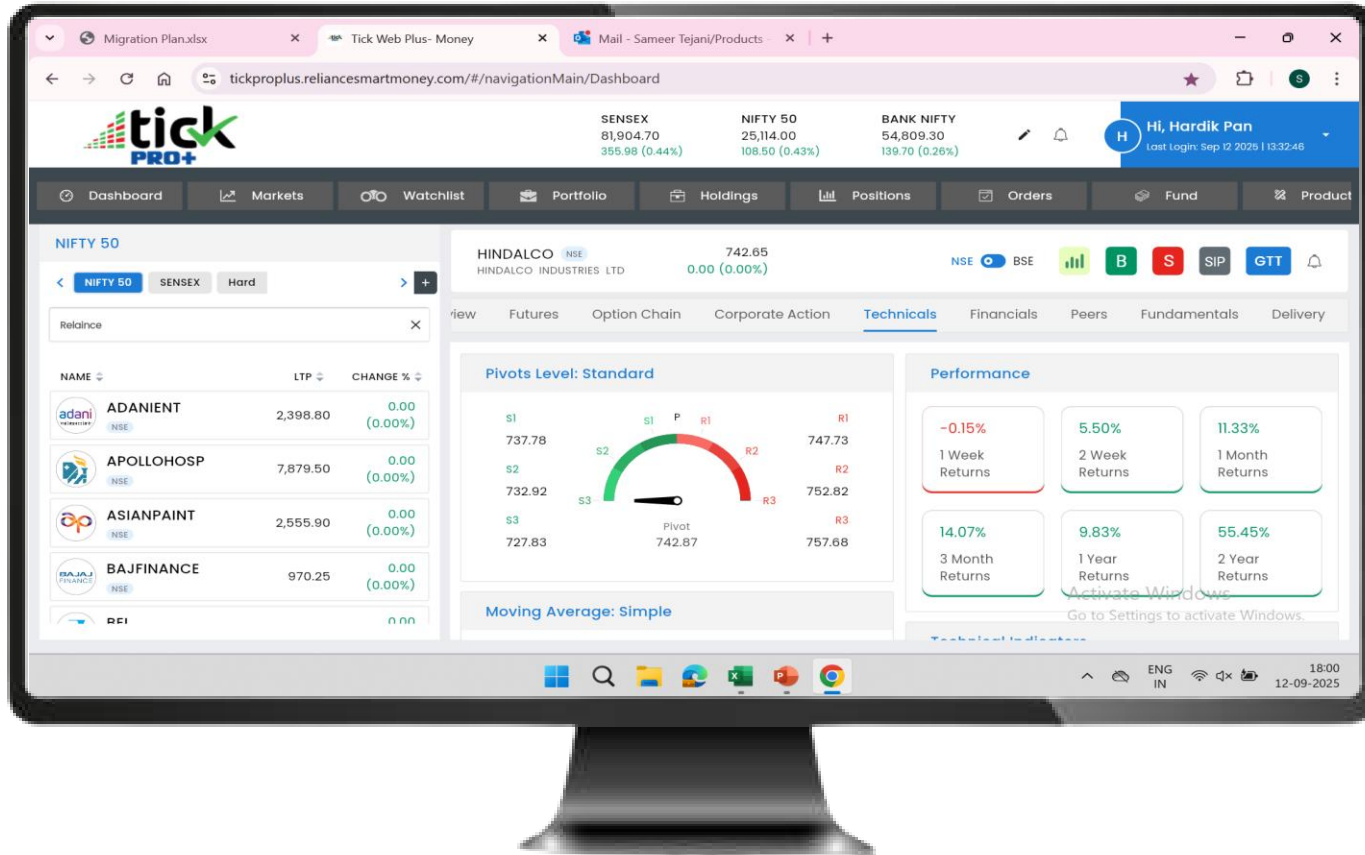 Migration Plan.xlsx
Tick Web Plus- Money
Mail - Sameer Tejani/Products -
tickproplus.reliancesmartmoney.com/#/navigationMain/Dashboard
S
tick
PRO+
SENSEX
81,904.70
355.98 (0.44%)
NIFTY 50
25,114.00
108.50 (0.43%)
BANK NIFTY
54,809.30
139.70 (0.26%)
H
Hi, Hardik Pan
Last Login: Sep 12 2025 | 13:32:46
Dashboard Markets Watchlist Portfolio Holdings Positions Orders Fund Product
NIFTY 50
NIFTY 50 SENSEX Hard
Relaince
NAME LTP CHANGE %
adani ADANIENT 2,398.80 0.00
NSE (0.00%)
APOLLOHOSP 7,879.50 0.00
NSE (0.00%)
ASIANPAINT 2,555.90 0.00
NSE (0.00%)
BAJAJ FINANCE BAJFINANCE 970.25 0.00
NSE (0.00%)
BEL 0.00
HINDALCO NSE 742.65
HINDALCO INDUSTRIES LTD 0.00 (0.00%)
NSE BSE B S SIP GTT
view Futures Option Chain Corporate Action Technicals Financials Peers Fundamentals Delivery
Pivots Level: Standard
S1
737.78
S2
732.92
S3
727.83
S3 S2 S1 P R1 R2 R3
Pivot
742.87
R1
747.73
R2
752.82
R3
757.68
Moving Average: Simple
Performance
-0.15%
1 Week
Returns
5.50%
2 Week
Returns
11.33%
1 Month
Returns
14.07%
3 Month
Returns
9.83%
1 Year
Returns
55.45%
2 Year
Returns
Activate Windows
Go to Settings to activate Windows.
Technical Indicators
ENG
IN
18:00
12-09-2025